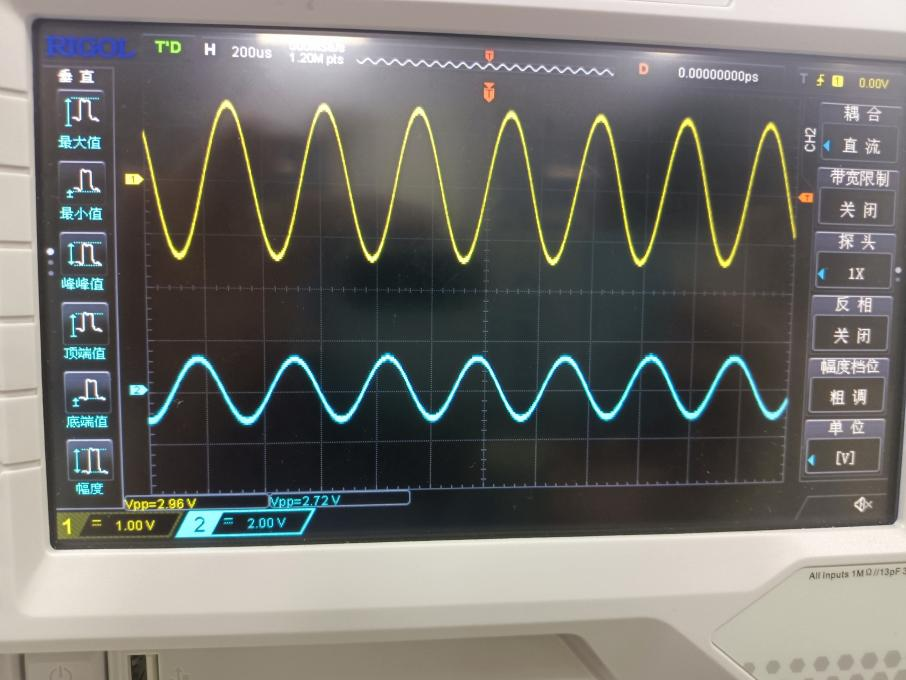 RIGOL T'D H 200us
1.20M pts
D 0.00000000ps
T 1 0.00V
垂直
最大值
最小值
峰峰值
顶端值
底端值
幅度
T
T
1
2
T
CH2
耦合
直流
带宽限制
关闭
探头
1X
反相
关闭
幅度档位
粗调
单位
[V]
Vpp=2.96 V Vpp=2.72 V
1 = 1.00 V 2 = 2.00 V
All inputs 1MΩ//13pF